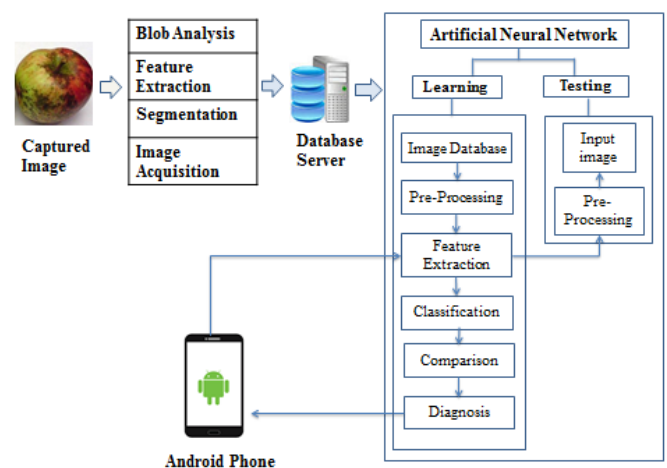 Captured
Image
Blob Analysis
Feature
Extraction
Segmentation
Image
Acquisition
Database
Server
Artificial Neural Network
Learning
Testing
Image Database
Pre-Processing
Feature
Extraction
Classification
Comparison
Diagnosis
Input
image
Pre-
Processing
Android Phone